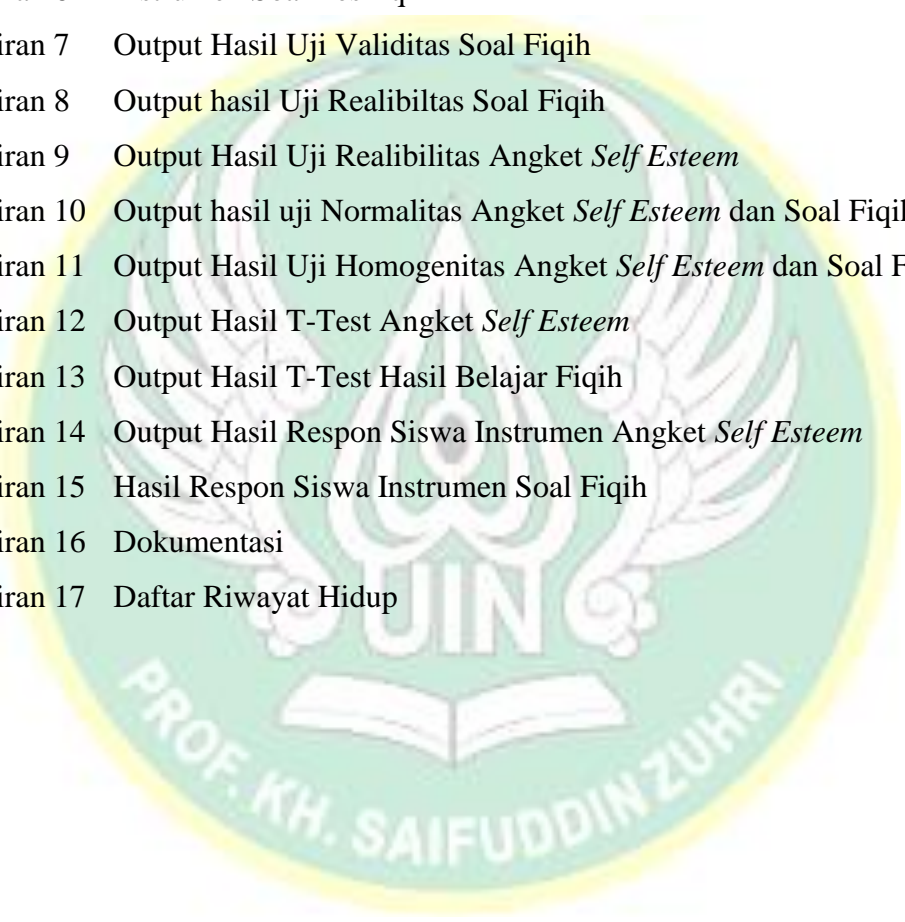 iran 7 Output Hasil Uji Validitas Soal Fiqih
iran 8 Output hasil Uji Realibiltas Soal Fiqih
iran 9 Output Hasil Uji Realibilitas Angket Self Esteem
iran 10 Output hasil uji Normalitas Angket Self Esteem dan Soal Fiqih
iran 11 Output Hasil Uji Homogenitas Angket Self Esteem dan Soal F
iran 12 Output Hasil T-Test Angket Self Esteem
iran 13 Output Hasil T-Test Hasil Belajar Fiqih
iran 14 Output Hasil Respon Siswa Instrumen Angket Self Esteem
iran 15 Hasil Respon Siswa Instrumen Soal Fiqih
iran 16 Dokumentasi
iran 17 Daftar Riwayat Hidup
UIN
PROF. KH. SAIFUDDIN ZUHRI